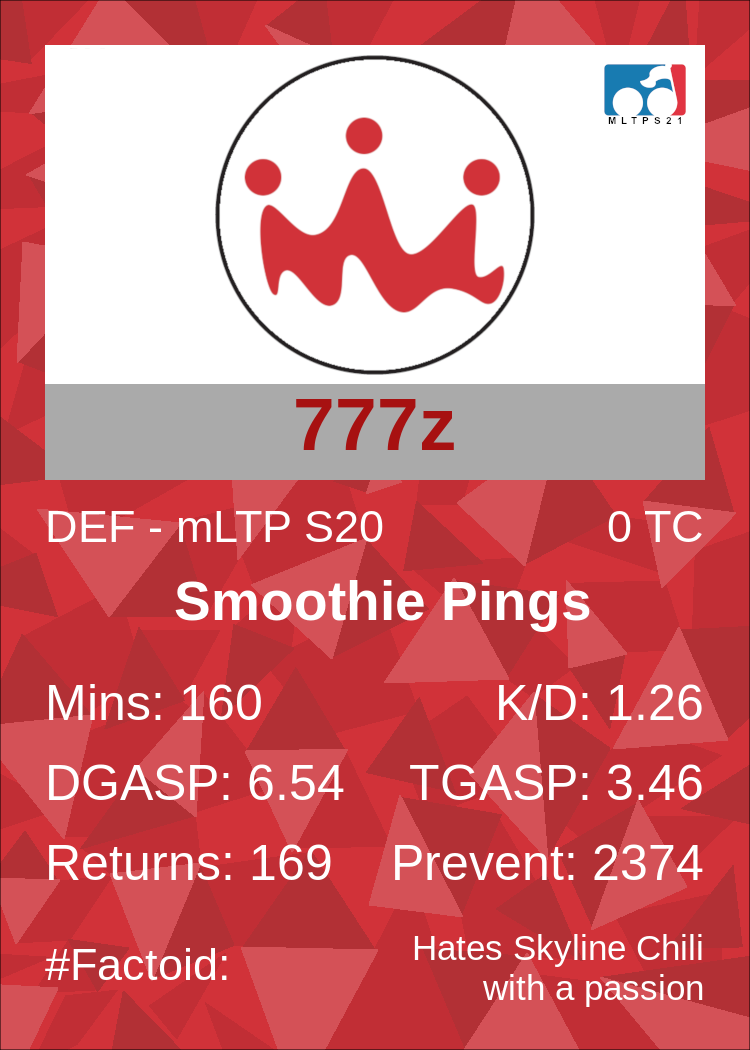 MLTPS21
777z
DEF - mLTP S20 0 TC
Smoothie Pings
Mins: 160 K/D: 1.26
DGASP: 6.54 TGASP: 3.46
Returns: 169 Prevent: 2374
#Factoid: Hates Skyline Chili
with a passion